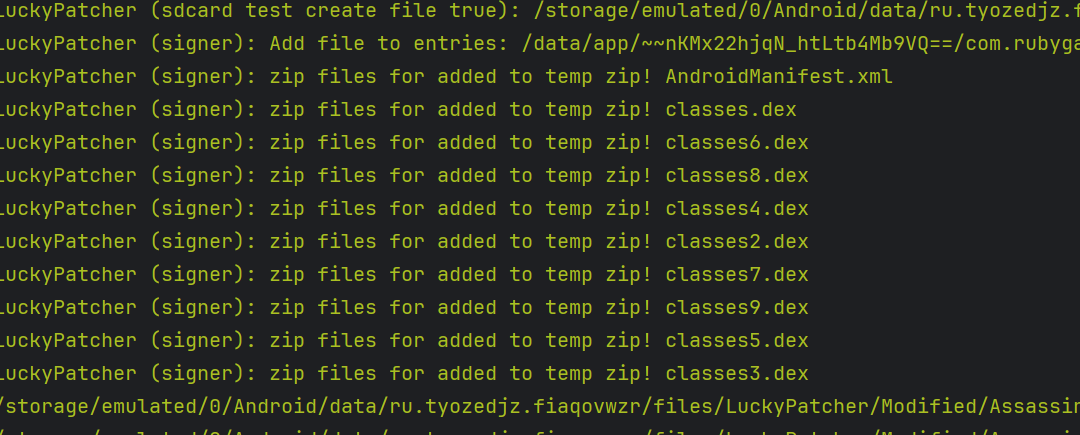 LuckyPatcher (sdcard test create file true): /storage/emulated/0/Android/data/ru.tyozedjz.f
LuckyPatcher (signer): Add file to entries: /data/app/~~nKMx22hjqN_htLtb4Mb9VQ==/com.rubyga
LuckyPatcher (signer): zip files for added to temp zip! AndroidManifest.xml
LuckyPatcher (signer): zip files for added to temp zip! classes.dex
LuckyPatcher (signer): zip files for added to temp zip! classes6.dex
LuckyPatcher (signer): zip files for added to temp zip! classes8.dex
LuckyPatcher (signer): zip files for added to temp zip! classes4.dex
LuckyPatcher (signer): zip files for added to temp zip! classes2.dex
LuckyPatcher (signer): zip files for added to temp zip! classes7.dex
LuckyPatcher (signer): zip files for added to temp zip! classes9.dex
LuckyPatcher (signer): zip files for added to temp zip! classes5.dex
LuckyPatcher (signer): zip files for added to temp zip! classes3.dex
/storage/emulated/0/Android/data/ru.tyozedjz.fiaqovwzr/files/LuckyPatcher/Modified/Assassin